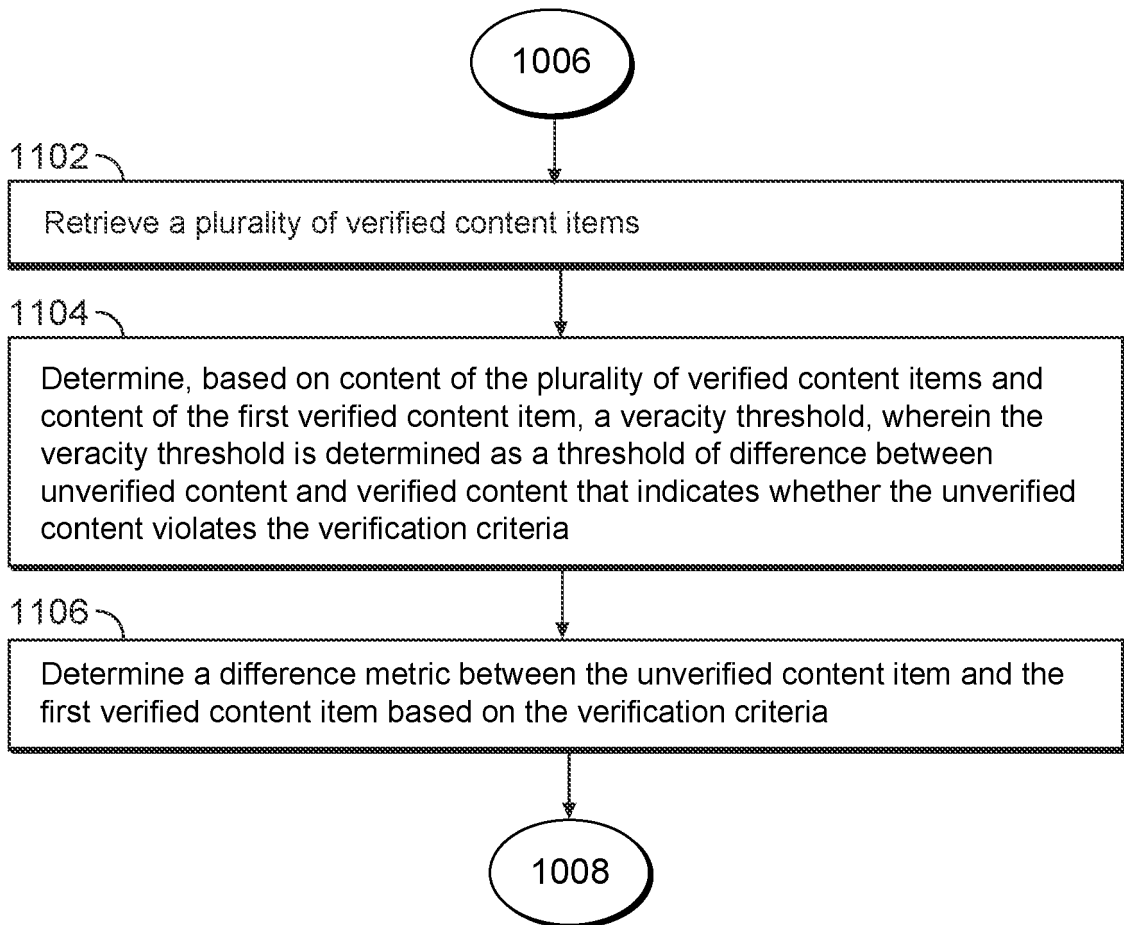 1006
1102
Retrieve a plurality of verified content items
1104
Determine, based on content of the plurality of verified content items and
content of the first verified content item, a veracity threshold, wherein the
veracity threshold is determined as a threshold of difference between
unverified content and verified content that indicates whether the unverified
content violates the verification criteria
1106
Determine a difference metric between the unverified content item and the
first verified content item based on the verification criteria
1008